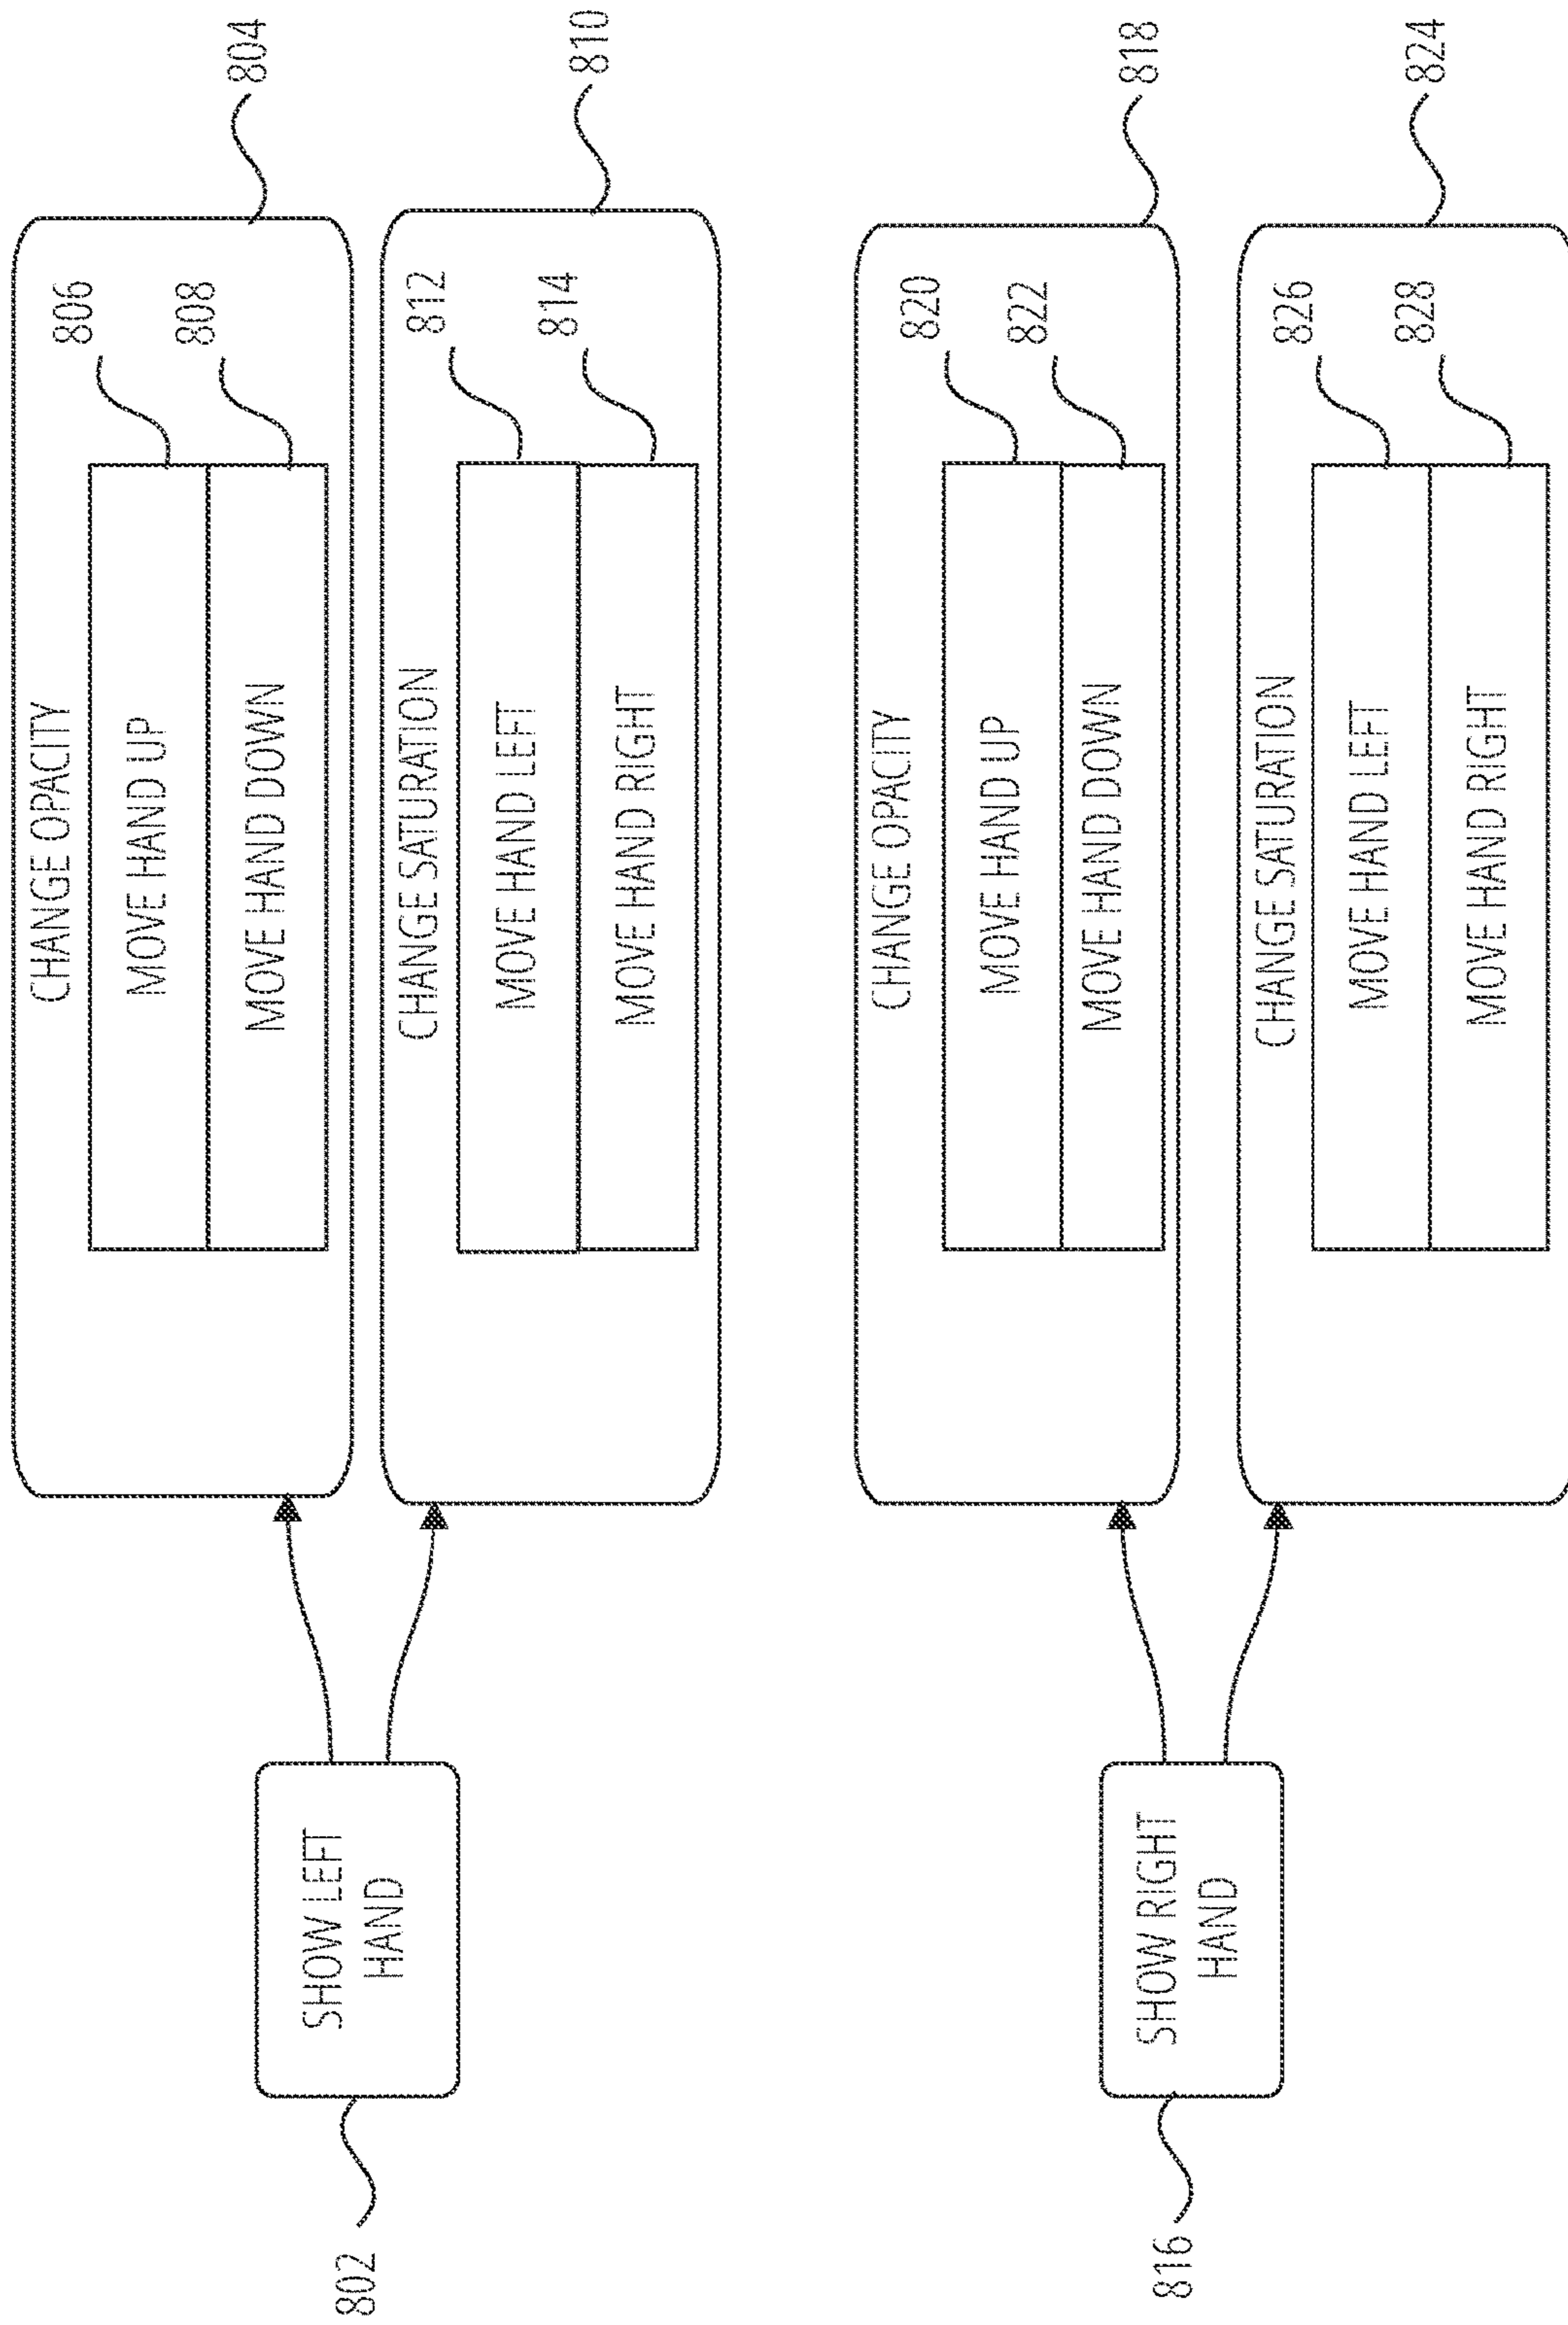 CHANGE OPACITY
804
806
MOVE HAND UP
808
MOVE HAND DOWN
802
SHOW LEFT
HAND
CHANGE SATURATION
810
812
MOVE HAND LEFT
814
MOVE HAND RIGHT
CHANGE OPACITY
818
820
MOVE HAND UP
822
MOVE HAND DOWN
816
SHOW RIGHT
HAND
CHANGE SATURATION
824
826
MOVE HAND LEFT
828
MOVE HAND RIGHT